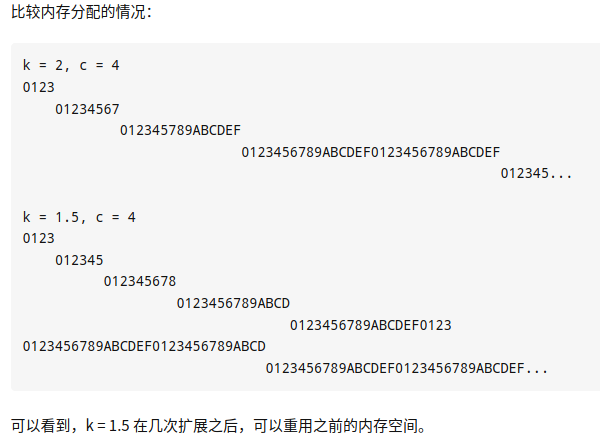 比较内存分配的情况：
k = 2, c = 4
0123
    01234567
            012345789ABCDEF
                           0123456789ABCDEF0123456789ABCDEF
                                                           012345...
k = 1.5, c = 4
0123
    012345
          012345678
                   0123456789ABCD
                                 0123456789ABCDEF0123
0123456789ABCDEF0123456789ABCD
                              0123456789ABCDEF0123456789ABCDEF...
可以看到，k = 1.5 在几次扩展之后，可以重用之前的内存空间。